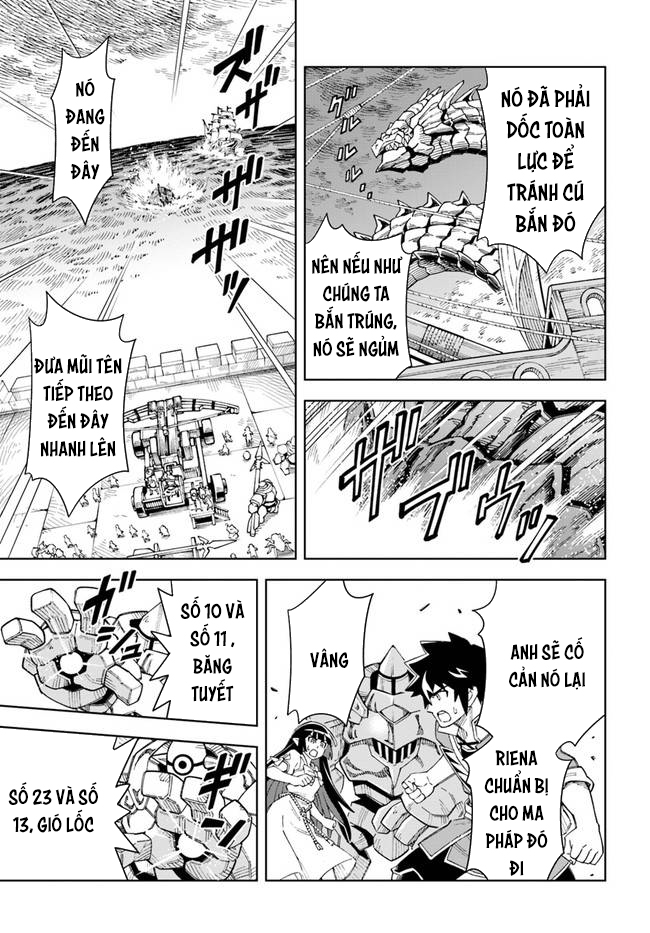 NÓ ĐÃ PHẢI
DỐC TOÀN
LỰC ĐỂ
TRÁNH CÚ
BẮN ĐÓ
NÊN NẾU NHƯ
CHÚNG TA
BẮN TRÚNG,
NÓ SẼ NGỦM
NÓ
ĐANG
ĐẾN
ĐÂY
ĐƯA MŨI TÊN
TIẾP THEO
ĐẾN ĐÂY
NHANH LÊN
ANH SẼ CỐ
CẢN NÓ LẠI
RIENA
CHUẨN BỊ
CHO MA
PHÁP ĐÓ
ĐI
VÂNG
SỐ 10 VÀ
SỐ 11 ,
BĂNG
TUYẾT
SỐ 23 VÀ SỐ
13, GIÓ LỐC